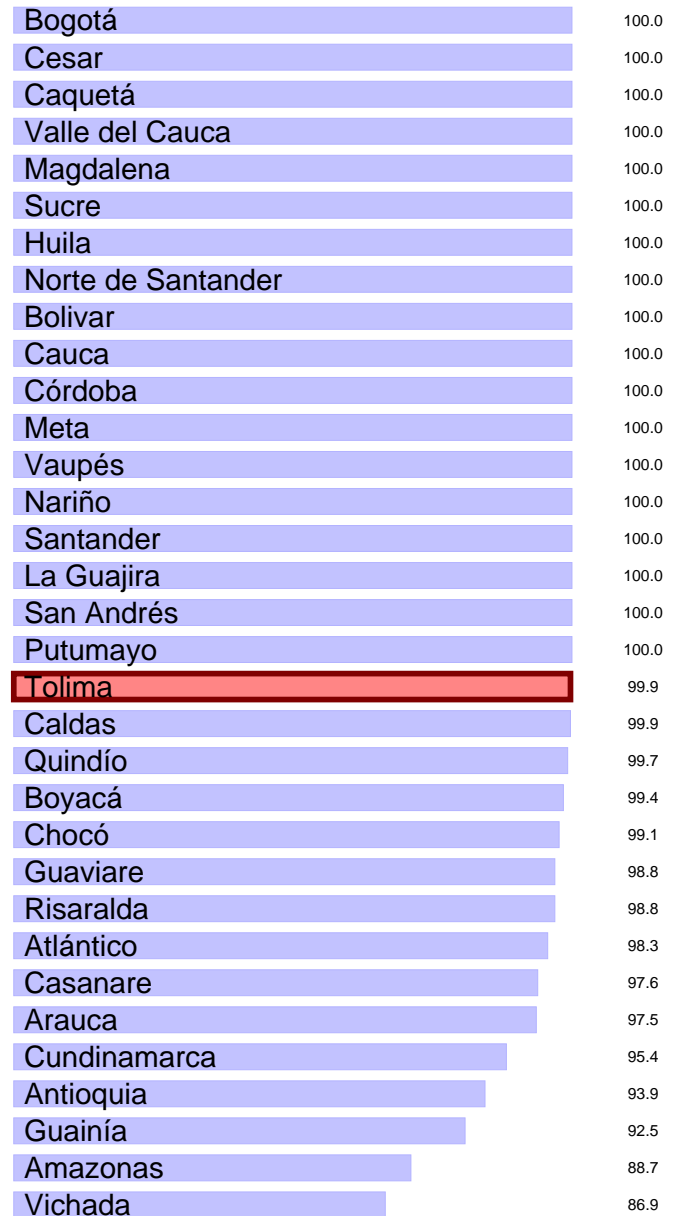 Bogotá 100.0
Cesar 100.0
Caquetá 100.0
Valle del Cauca 100.0
Magdalena 100.0
Sucre 100.0
Huila 100.0
Norte de Santander 100.0
Bolivar 100.0
Cauca 100.0
Córdoba 100.0
Meta 100.0
Vaupés 100.0
Nariño 100.0
Santander 100.0
La Guajira 100.0
San Andrés 100.0
Putumayo 100.0
Tolima 99.9
Caldas 99.9
Quindío 99.7
Boyacá 99.4
Chocó 99.1
Guaviare 98.8
Risaralda 98.8
Atlántico 98.3
Casanare 97.6
Arauca 97.5
Cundinamarca 95.4
Antioquia 93.9
Guainía 92.5
Amazonas 88.7
Vichada 86.9